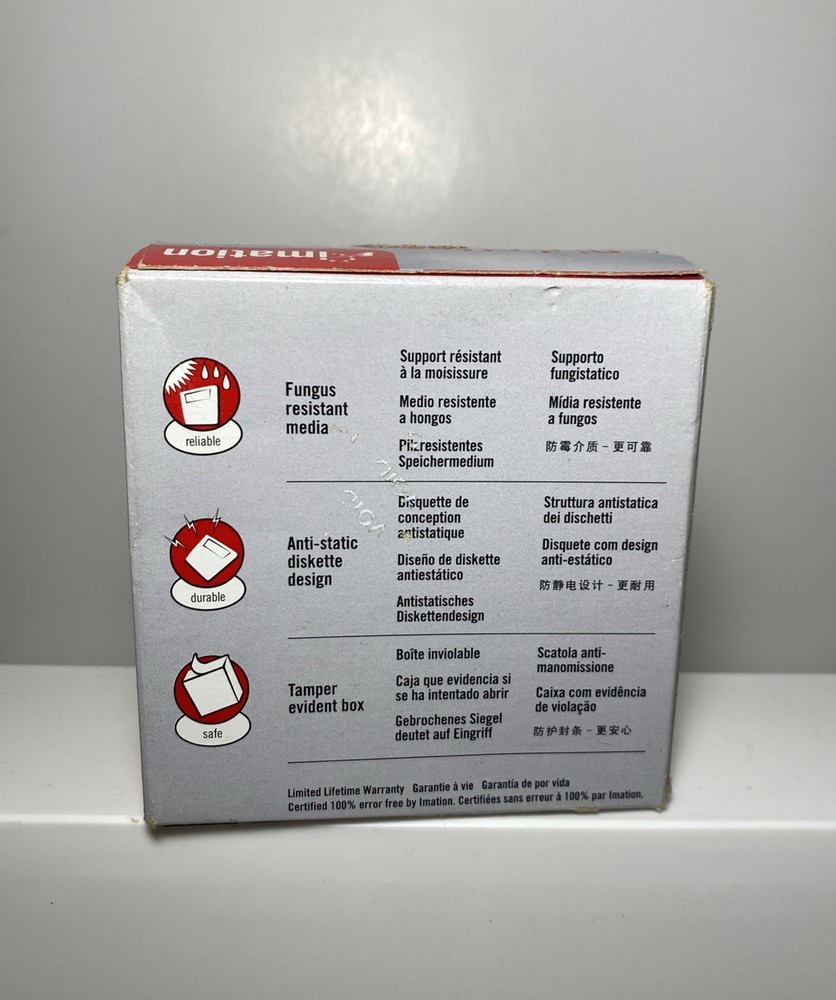 imation
reliable
Fungus
resistant
media
Support résistant
à la moisissure
Medio resistente
a hongos
Pilzresistentes
Speichermedium
Supporto
fungistatico
Mídia resistente
a fungos
防霉介质 – 更可靠
durable
Anti-static
diskette
design
Disquette de
conception
antistatique
Diseño de diskette
antiestático
Antistatisches
Diskettendesign
Struttura antistatica
dei dischetti
Disquete com design
anti-estático
防静电设计 – 更耐用
safe
Tamper
evident box
Boîte inviolable
Caja que evidencia si
se ha intentado abrir
Gebrochenes Siegel
deutet auf Eingriff
Scatola anti-
manomissione
Caixa com evidência
de violação
防护封条 – 更安心
Limited Lifetime Warranty Garantie à vie Garantía de por vida
Certified 100% error free by Imation. Certifiées sans erreur à 100% par Imation.